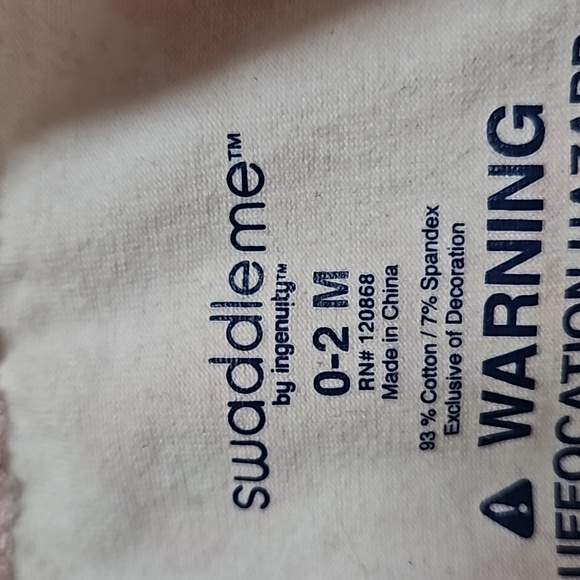 swaddleme™
by ingenuity™
0-2 M
RN# 120868
Made in China
93 % Cotton / 7% Spandex
Exclusive of Decoration
WARNING